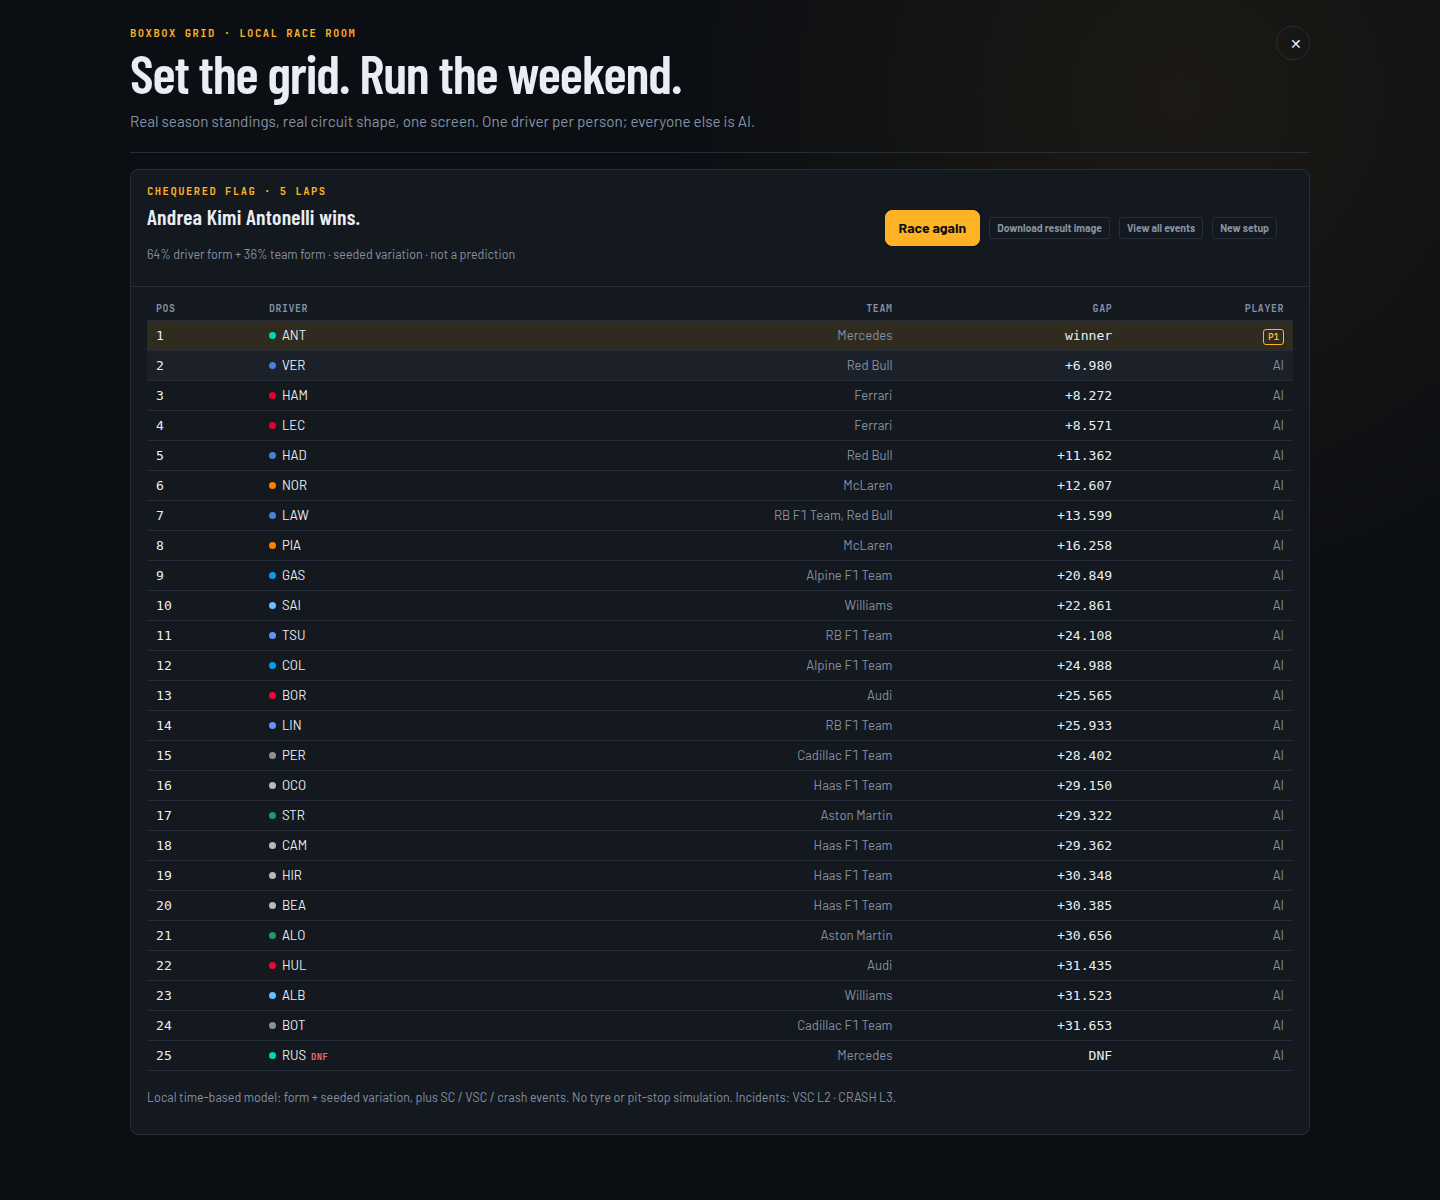 BOXBOX GRID · LOCAL RACE ROOM
✕
Set the grid. Run the weekend.
Real season standings, real circuit shape, one screen. One driver per person; everyone else is AI.
CHEQUERED FLAG · 5 LAPS
Andrea Kimi Antonelli wins.
64% driver form + 36% team form · seeded variation · not a prediction
Race again Download result image View all events New setup
POS DRIVER TEAM GAP PLAYER
1 ANT Mercedes winner P1
2 VER Red Bull +6.980 AI
3 HAM Ferrari +8.272 AI
4 LEC Ferrari +8.571 AI
5 HAD Red Bull +11.362 AI
6 NOR McLaren +12.607 AI
7 LAW RB F1 Team, Red Bull +13.599 AI
8 PIA McLaren +16.258 AI
9 GAS Alpine F1 Team +20.849 AI
10 SAI Williams +22.861 AI
11 TSU RB F1 Team +24.108 AI
12 COL Alpine F1 Team +24.988 AI
13 BOR Audi +25.565 AI
14 LIN RB F1 Team +25.933 AI
15 PER Cadillac F1 Team +28.402 AI
16 OCO Haas F1 Team +29.150 AI
17 STR Aston Martin +29.322 AI
18 CAM Haas F1 Team +29.362 AI
19 HIR Haas F1 Team +30.348 AI
20 BEA Haas F1 Team +30.385 AI
21 ALO Aston Martin +30.656 AI
22 HUL Audi +31.435 AI
23 ALB Williams +31.523 AI
24 BOT Cadillac F1 Team +31.653 AI
25 RUS DNF Mercedes DNF AI
Local time-based model: form + seeded variation, plus SC / VSC / crash events. No tyre or pit-stop simulation. Incidents: VSC L2 · CRASH L3.